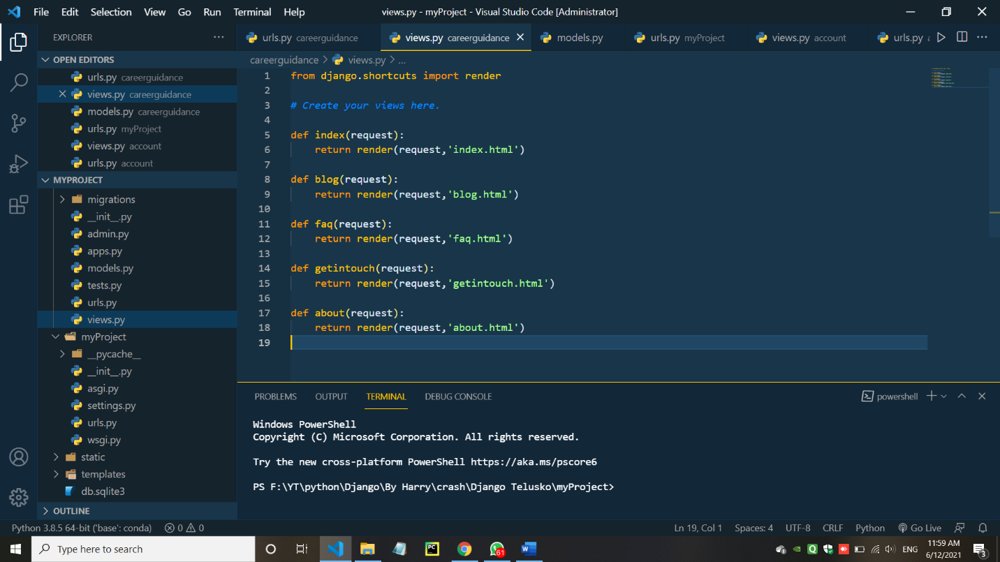 File Edit Selection View Go Run Terminal Help views.py - myProject - Visual Studio Code [Administrator]
EXPLORER
OPEN EDITORS
urls.py careerguidance
views.py careerguidance
models.py careerguidance
urls.py myProject
views.py account
urls.py account
MYPROJECT
migrations
__init__.py
admin.py
apps.py
models.py
tests.py
urls.py
views.py
myProject
__pycache__
__init__.py
asgi.py
settings.py
urls.py
wsgi.py
static
templates
db.sqlite3
OUTLINE
urls.py careerguidance views.py careerguidance models.py urls.py myProject views.py account urls.py
careerguidance > views.py > ...
1 from django.shortcuts import render
2
3 # Create your views here.
4
5 def index(request):
6 return render(request,'index.html')
7
8 def blog(request):
9 return render(request,'blog.html')
10
11 def faq(request):
12 return render(request,'faq.html')
13
14 def getintouch(request):
15 return render(request,'getintouch.html')
16
17 def about(request):
18 return render(request,'about.html')
19
PROBLEMS OUTPUT TERMINAL DEBUG CONSOLE powershell
Windows PowerShell
Copyright (C) Microsoft Corporation. All rights reserved.
Try the new cross-platform PowerShell https://aka.ms/pscore6
PS F:\YT\python\Django\By Harry\crash\Django Telusko\myProject>
Python 3.8.5 64-bit ('base': conda) 0 0 Ln 19, Col 1 Spaces: 4 UTF-8 CRLF Python Go Live
Type here to search PC 61 ENG 11:59 AM
6/12/2021 3